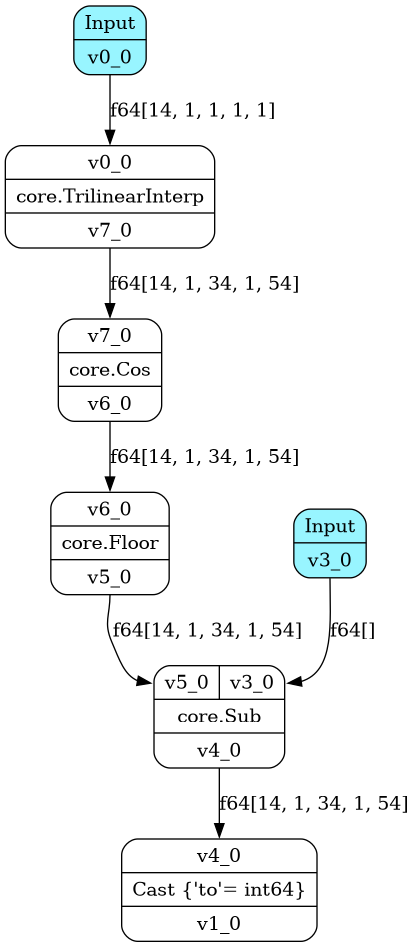 Input
v0_0
f64[14, 1, 1, 1, 1]
v0_0
core.TrilinearInterp
v7_0
f64[14, 1, 34, 1, 54]
v7_0
core.Cos
v6_0
f64[14, 1, 34, 1, 54]
v6_0
core.Floor
v5_0
Input
v3_0
f64[14, 1, 34, 1, 54]
f64[]
v5_0 v3_0
core.Sub
v4_0
f64[14, 1, 34, 1, 54]
v4_0
Cast {'to'= int64}
v1_0